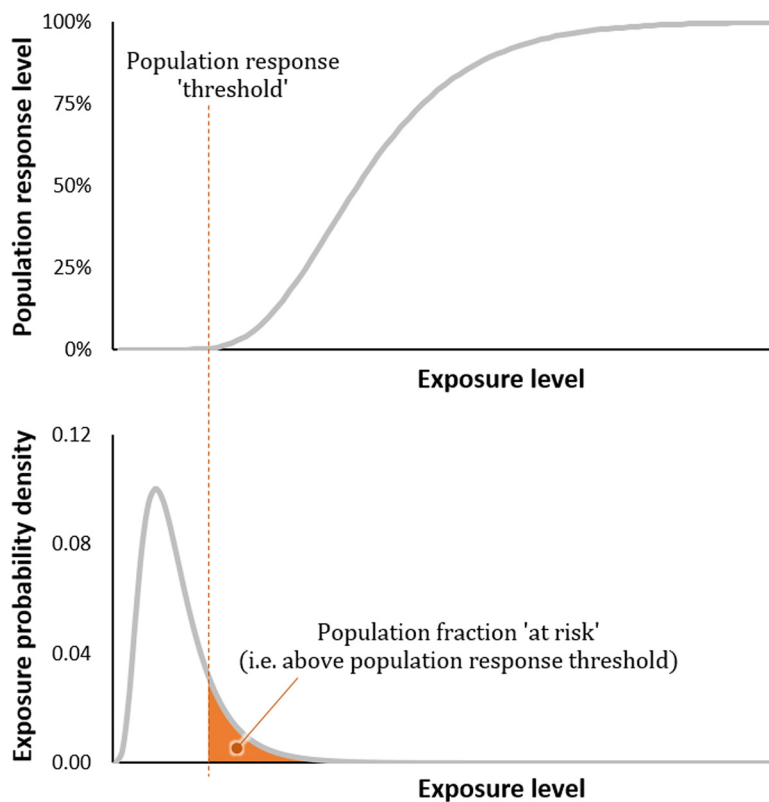 100%
75%
50%
25%
0%
Population response level
Population response
'threshold'
Exposure level
0.12
0.08
0.04
0.00
Exposure probability density
Population fraction 'at risk'
(i.e. above population response threshold)
Exposure level